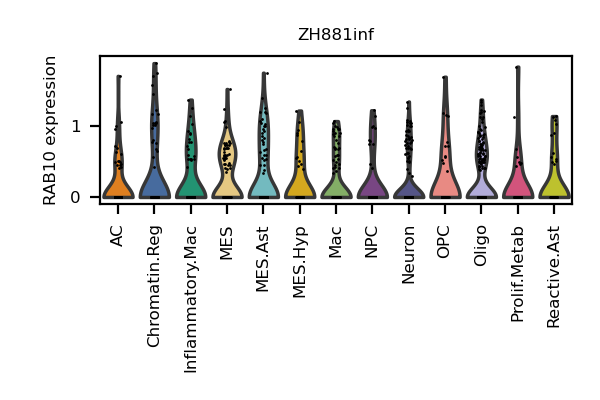 ZH881inf
RAB10 expression
1
0
AC
Chromatin.Reg
Inflammatory.Mac
MES
MES.Ast
MES.Hyp
Mac
NPC
Neuron
OPC
Oligo
Prolif.Metab
Reactive.Ast